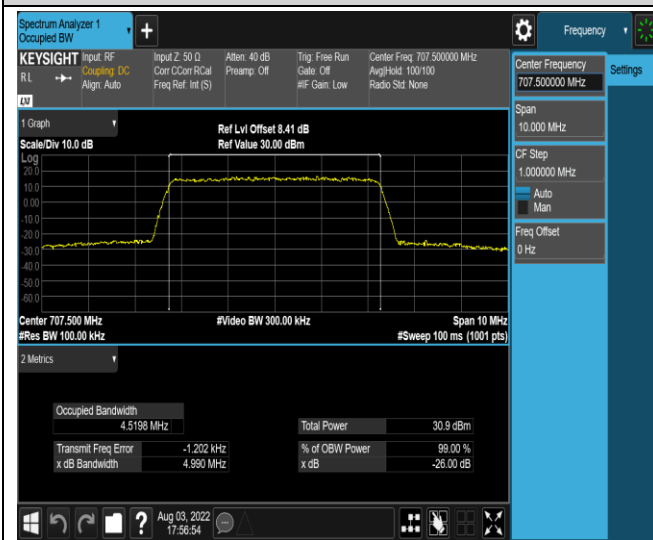 Spectrum Analyzer 1
Occupied BW
+
Frequency
KEYSIGHT
RL
LXI
Input: RF
Coupling: DC
Align: Auto
Input Z: 50 Ω
Corr CCorr RCal
Freq Ref: Int (S)
Atten: 40 dB
Preamp: Off
Trig: Free Run
Gate: Off
#IF Gain: Low
Center Freq: 707.500000 MHz
Avg|Hold: 100/100
Radio Std: None
Center Frequency
707.500000 MHz
Settings
Span
10.000 MHz
CF Step
1.000000 MHz
Auto
Man
Freq Offset
0 Hz
1 Graph
Scale/Div 10.0 dB
Ref Lvl Offset 8.41 dB
Ref Value 30.00 dBm
Log
20.0
10.0
0.00
-10.0
-20.0
-30.0
-40.0
-50.0
-60.0
Center 707.500 MHz
#Video BW 300.00 kHz
Span 10 MHz
#Res BW 100.00 kHz
#Sweep 100 ms (1001 pts)
2 Metrics
Occupied Bandwidth
4.5198 MHz
Total Power 30.9 dBm
Transmit Freq Error -1.202 kHz
% of OBW Power 99.00 %
x dB Bandwidth 4.990 MHz
x dB -26.00 dB
?
Aug 03, 2022
17:56:54